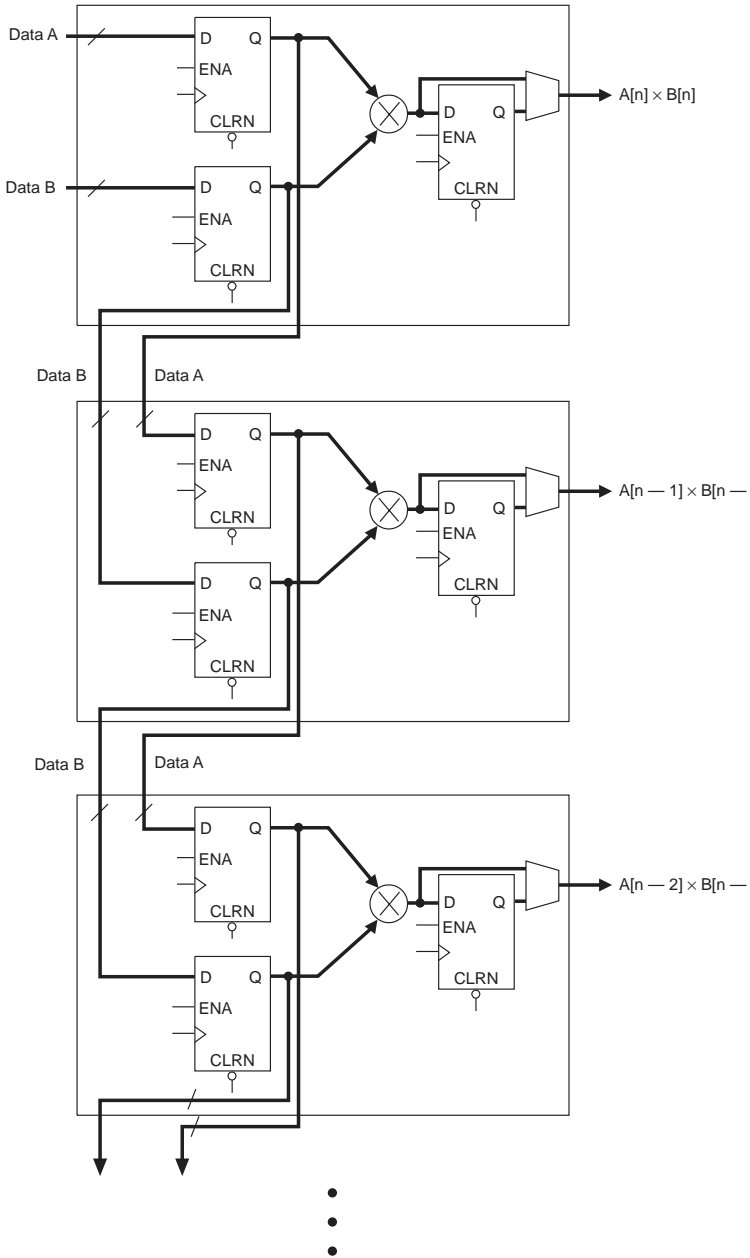 Data A
D Q
ENA
CLRN
D Q
ENA
CLRN
A[n] × B[n]
Data B
D Q
ENA
CLRN
Data B Data A
D Q
ENA
CLRN
D Q
ENA
CLRN
A[n — 1] × B[n —
D Q
ENA
CLRN
Data B Data A
D Q
ENA
CLRN
D Q
ENA
CLRN
A[n — 2] × B[n —
D Q
ENA
CLRN